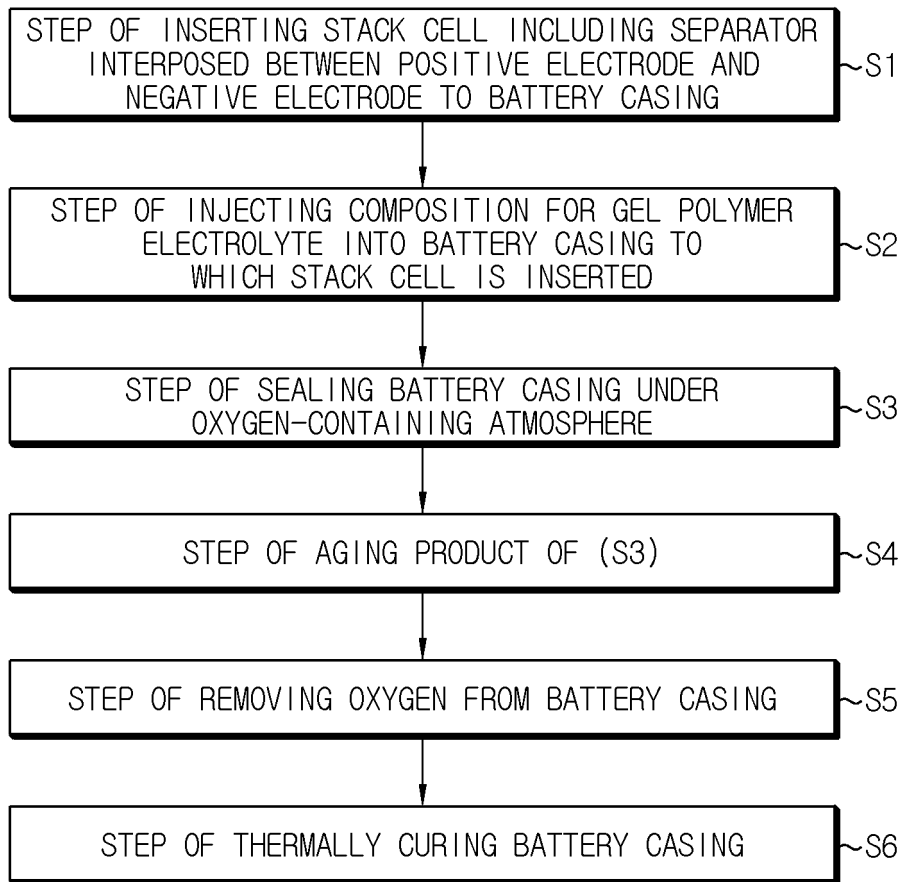 STEP OF INSERTING STACK CELL INCLUDING SEPARATOR
INTERPOSED BETWEEN POSITIVE ELECTRODE AND
NEGATIVE ELECTRODE TO BATTERY CASING
~S1
STEP OF INJECTING COMPOSITION FOR GEL POLYMER
ELECTROLYTE INTO BATTERY CASING TO
WHICH STACK CELL IS INSERTED
~S2
STEP OF SEALING BATTERY CASING UNDER
OXYGEN-CONTAINING ATMOSPHERE
~S3
STEP OF AGING PRODUCT OF (S3)
~S4
STEP OF REMOVING OXYGEN FROM BATTERY CASING
~S5
STEP OF THERMALLY CURING BATTERY CASING
~S6